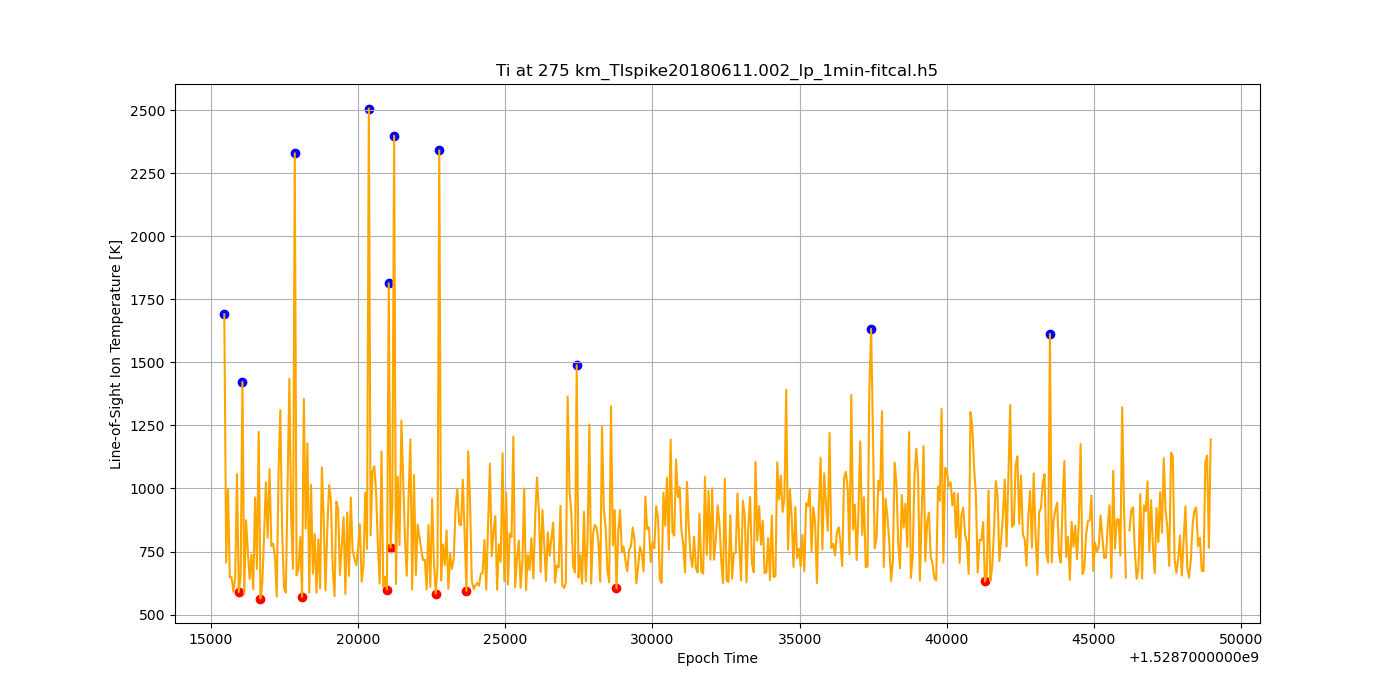 Ti at 275 km_TIspike20180611.002_lp_1min-fitcal.h5
Line-of-Sight Ion Temperature [K]
2500
2250
2000
1750
1500
1250
1000
750
500
15000 20000 25000 30000 35000 40000 45000 50000
Epoch Time
+1.5287000000e9